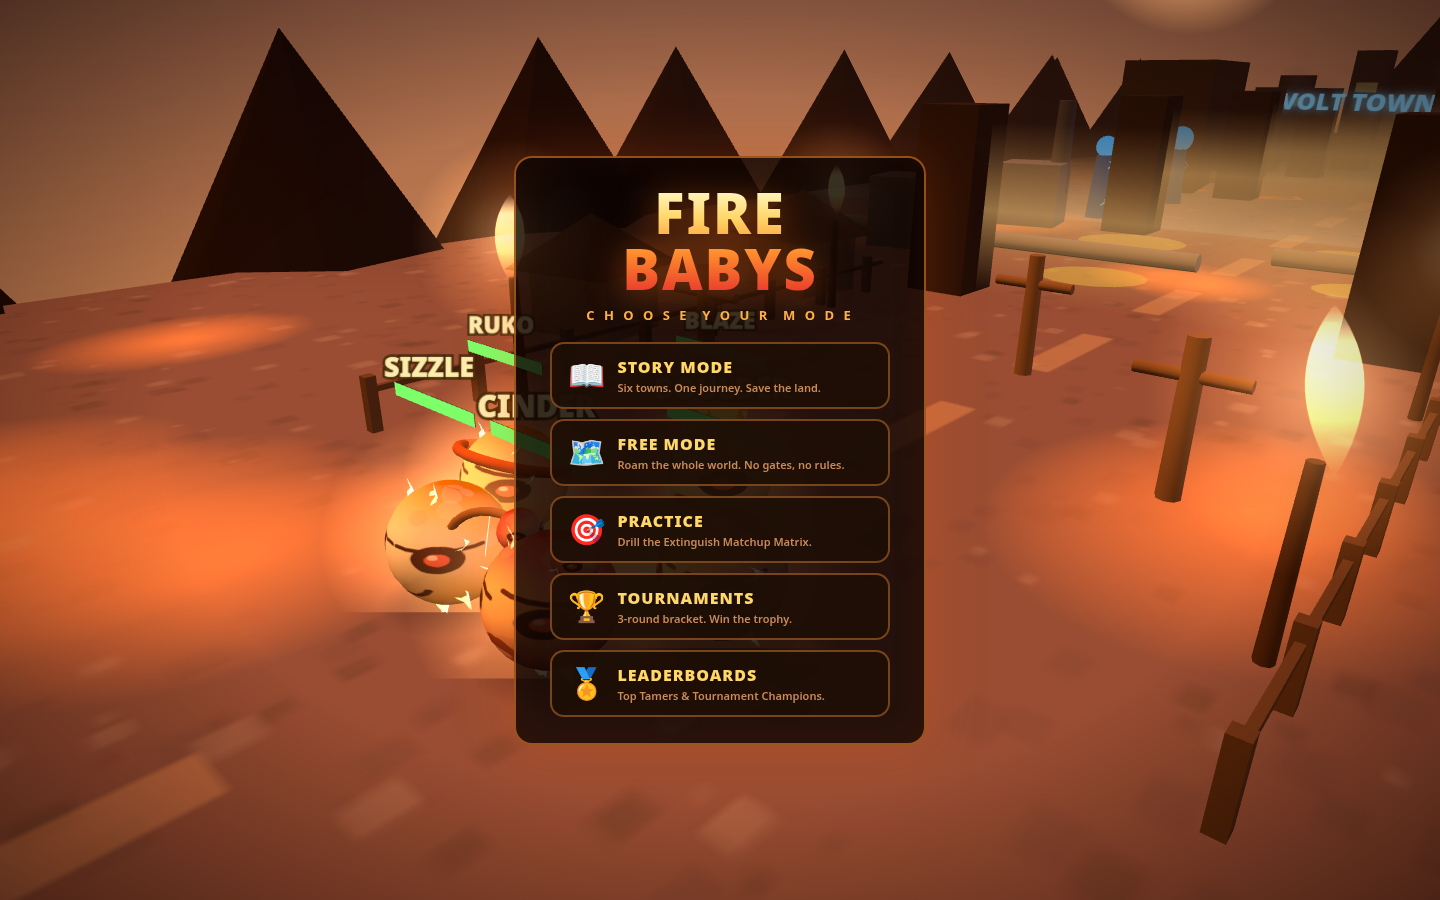 VOLT TOWN
FIRE
BABYS
CHOOSE YOUR MODE
RUKO
BLAZE
SIZZLE
CINDER
STORY MODE
Six towns. One journey. Save the land.
FREE MODE
Roam the whole world. No gates, no rules.
PRACTICE
Drill the Extinguish Matchup Matrix.
TOURNAMENTS
3-round bracket. Win the trophy.
LEADERBOARDS
Top Tamers & Tournament Champions.